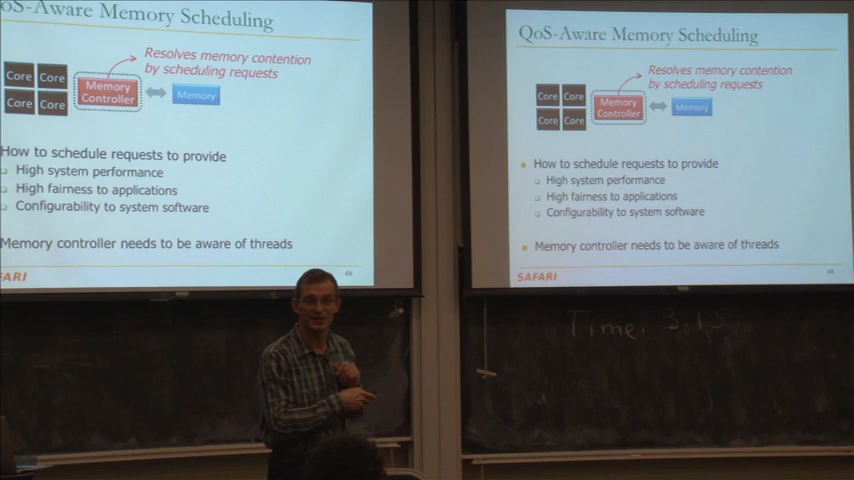 oS-Aware Memory Scheduling
Resolves memory contention
by scheduling requests
Core Core
Core Core
Memory
Controller
Memory
How to schedule requests to provide
High system performance
High fairness to applications
Configurability to system software
Memory controller needs to be aware of threads
FARI
48
QoS-Aware Memory Scheduling
Resolves memory contention
by scheduling requests
Core Core
Core Core
Memory
Controller
Memory
How to schedule requests to provide
High system performance
High fairness to applications
Configurability to system software
Memory controller needs to be aware of threads
SAFARI
48
Time. 3.15